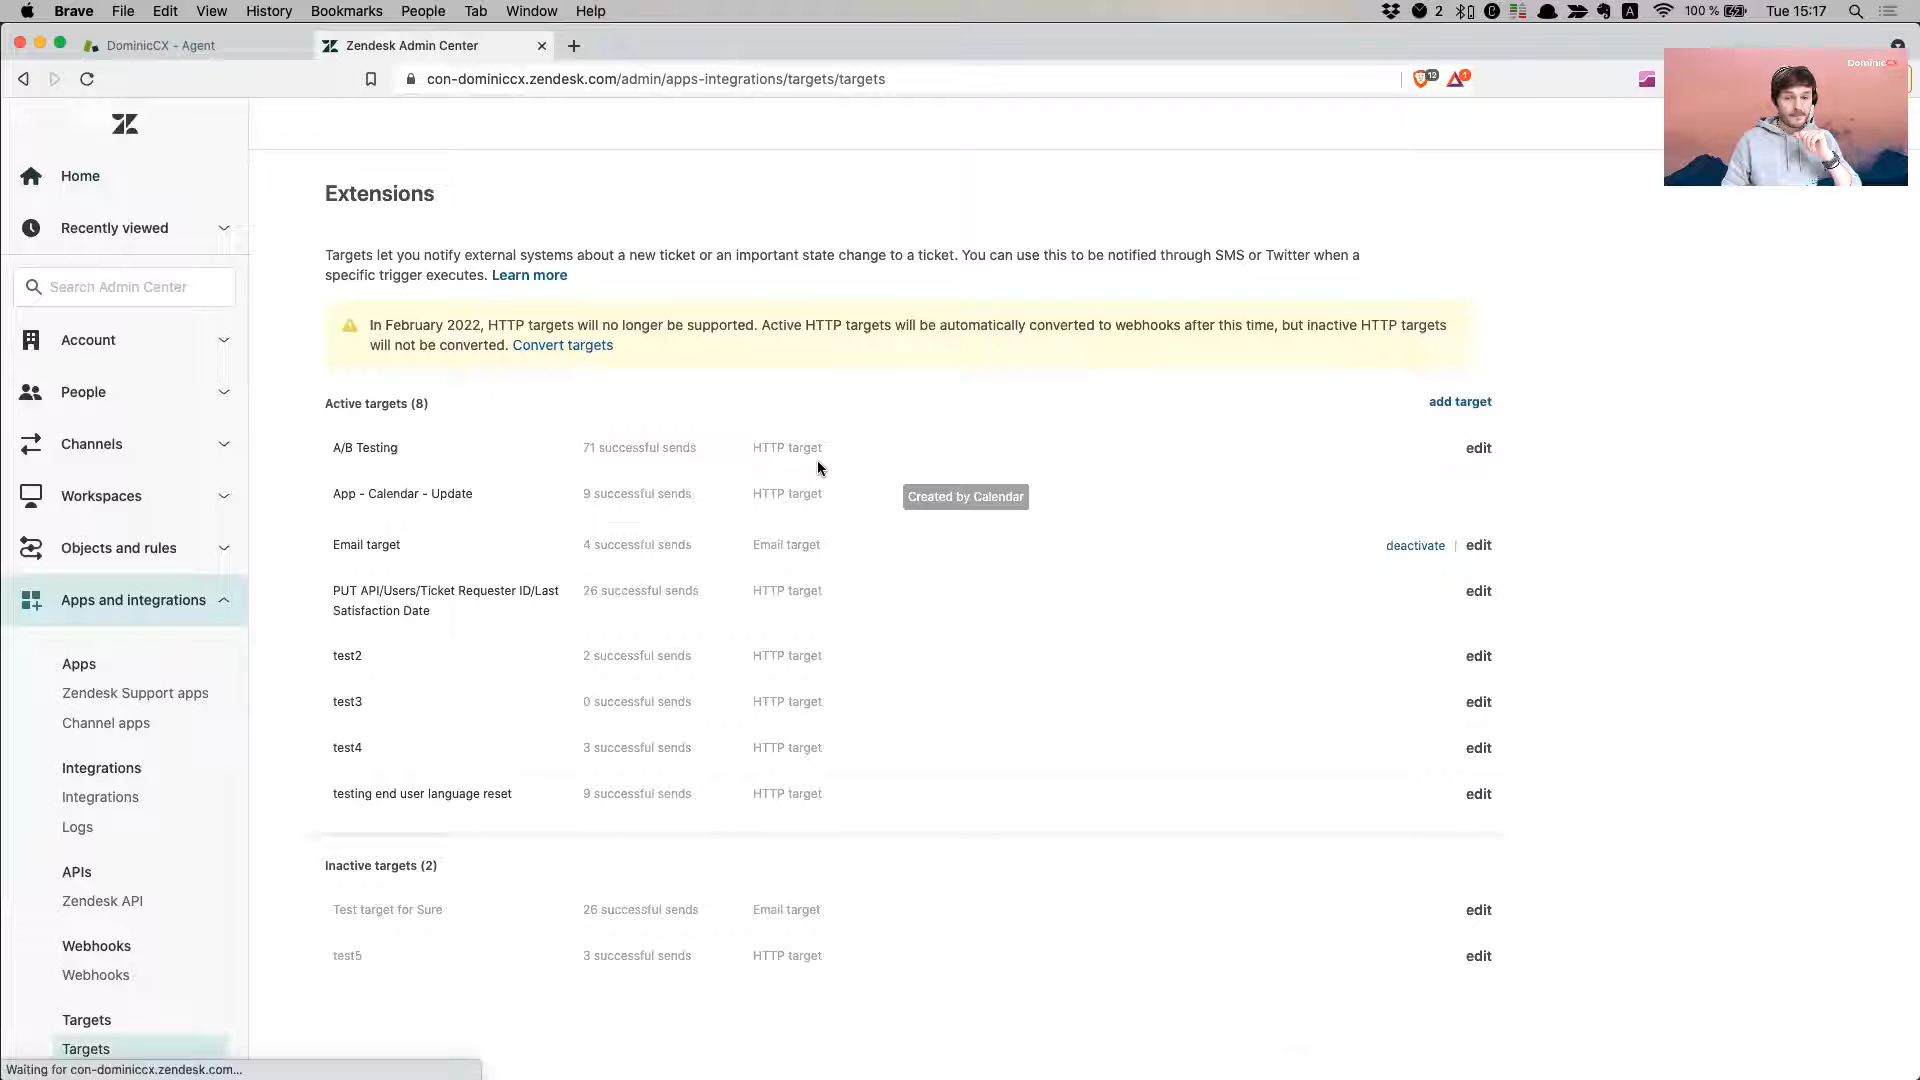 Brave File Edit View History Bookmarks People Tab Window Help
2 A 100 % Tue 15:17
DominicCX - Agent
Zendesk Admin Center
con-dominiccx.zendesk.com/admin/apps-integrations/targets/targets
12 1
Home
Recently viewed
Search Admin Center
Account
People
Channels
Workspaces
Objects and rules
Apps and integrations
Apps
Zendesk Support apps
Channel apps
Integrations
Integrations
Logs
APIs
Zendesk API
Webhooks
Webhooks
Targets
Targets
Waiting for con-dominiccx.zendesk.com...
Extensions
Targets let you notify external systems about a new ticket or an important state change to a ticket. You can use this to be notified through SMS or Twitter when a
specific trigger executes. Learn more
In February 2022, HTTP targets will no longer be supported. Active HTTP targets will be automatically converted to webhooks after this time, but inactive HTTP targets
will not be converted. Convert targets
Active targets (8) add target
A/B Testing 71 successful sends HTTP target edit
App - Calendar - Update 9 successful sends HTTP target Created by Calendar
Email target 4 successful sends Email target deactivate | edit
PUT API/Users/Ticket Requester ID/Last 26 successful sends HTTP target edit
Satisfaction Date
test2 2 successful sends HTTP target edit
test3 0 successful sends HTTP target edit
test4 3 successful sends HTTP target edit
testing end user language reset 9 successful sends HTTP target edit
Inactive targets (2)
Test target for Sure 26 successful sends Email target edit
test5 3 successful sends HTTP target edit
DominicCX